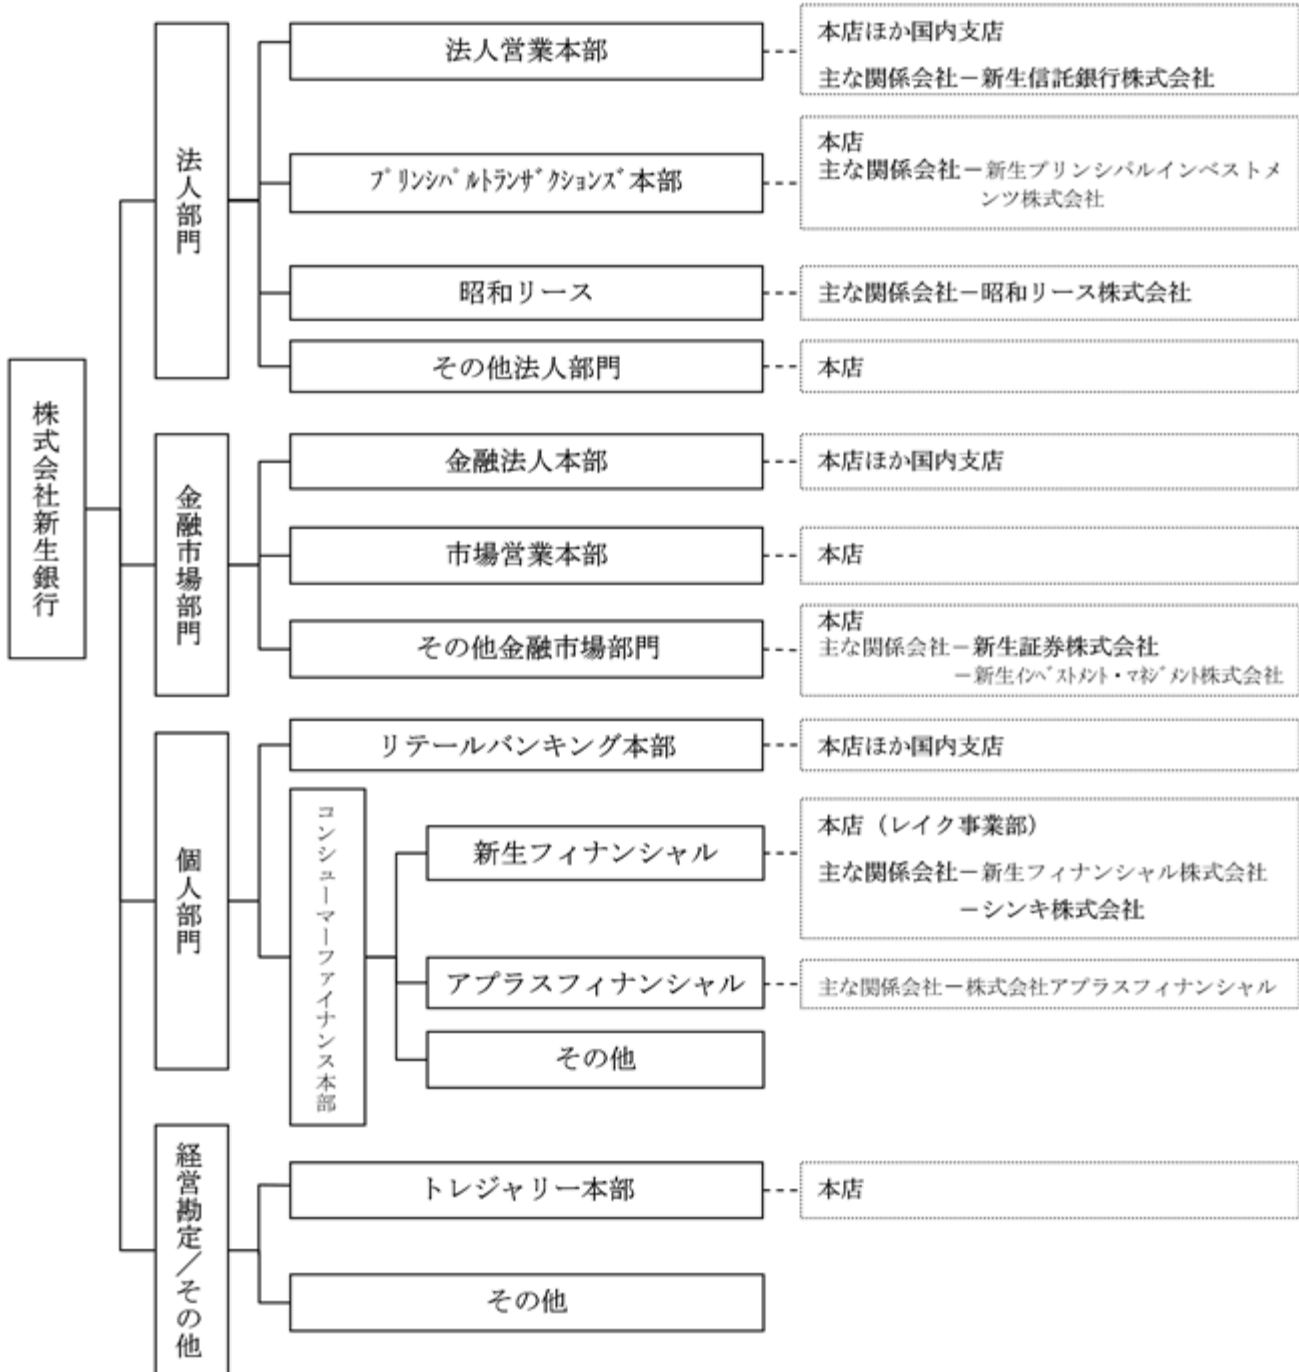 株式会社新生銀行
法人部門
法人営業本部
本店ほか国内支店
主な関係会社－新生信託銀行株式会社
プリンシパルトランザクションズ本部
本店
主な関係会社－新生プリンシパルインベストメ
ンツ株式会社
昭和リース
主な関係会社－昭和リース株式会社
その他法人部門
本店
金融市場部門
金融法人本部
本店ほか国内支店
市場営業本部
本店
その他金融市場部門
本店
主な関係会社－新生証券株式会社
－新生インベストメント・マネジメント株式会社
個人部門
リテールバンキング本部
本店ほか国内支店
コンシューマーファイナンス本部
新生フィナンシャル
本店（レイク事業部）
主な関係会社－新生フィナンシャル株式会社
－シンキ株式会社
アプラスフィナンシャル
主な関係会社－株式会社アプラスフィナンシャル
その他
経営勘定／その他
トレジャリー本部
本店
その他